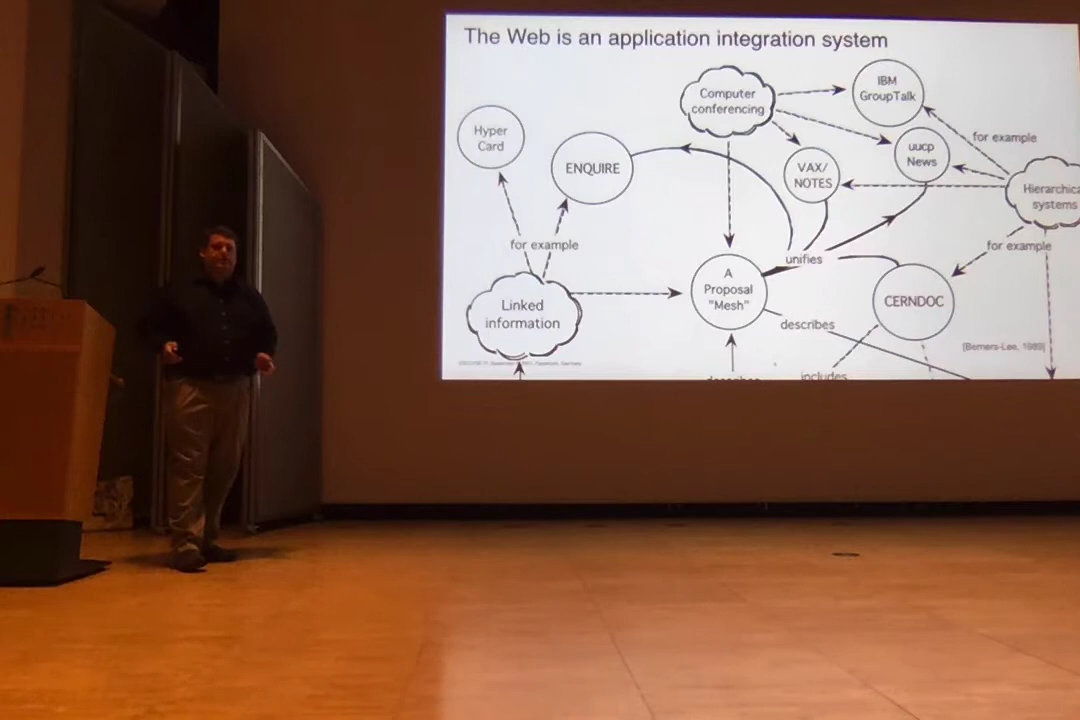 The Web is an application integration system
Computer
conferencing
IBM
GroupTalk
Hyper
Card
ENQUIRE
VAX/
NOTES
uucp
News
for example
Hierarchica
systems
for example
for example
unifies
Linked
information
A
Proposal
"Mesh"
CERNDOC
describes
[Berners-Lee, 1989]
describes
includes